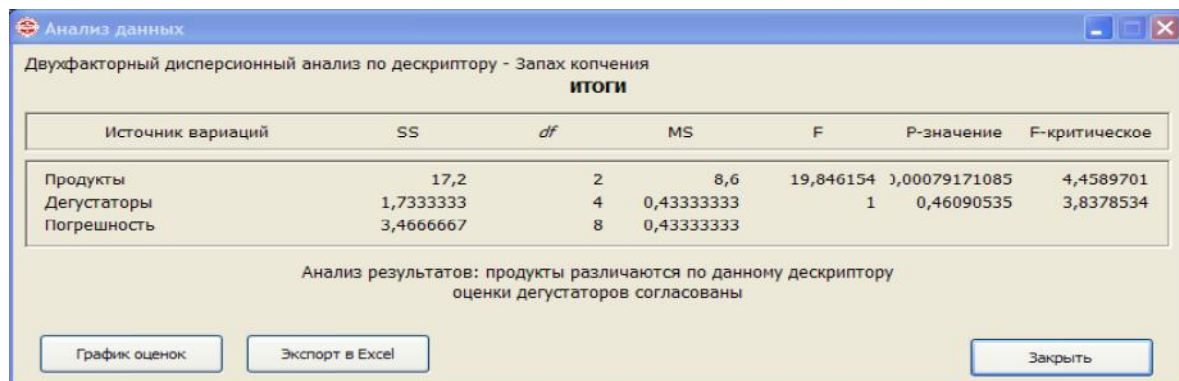 Анализ данных
Двухфакторный дисперсионный анализ по дескриптору - Запах копчения
ИТОГИ
Источник вариаций SS df MS F Р-значение F-критическое
Продукты 17,2 2 8,6 19,846154 ),00079171085 4,4589701
Дегустаторы 1,7333333 4 0,43333333 1 0,46090535 3,8378534
Погрешность 3,4666667 8 0,43333333
Анализ результатов: продукты различаются по данному дескриптору
оценки дегустаторов согласованы
График оценок Экспорт в Excel Закрыть